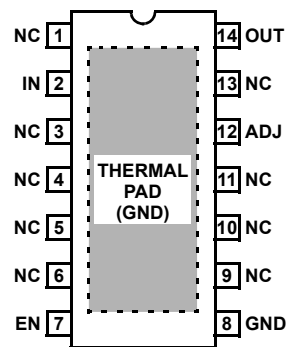 NC 1 14 OUT
IN 2 13 NC
NC 3 12 ADJ
NC 4 11 NC
THERMAL
PAD
(GND)
NC 5 10 NC
NC 6 9 NC
EN 7 8 GND